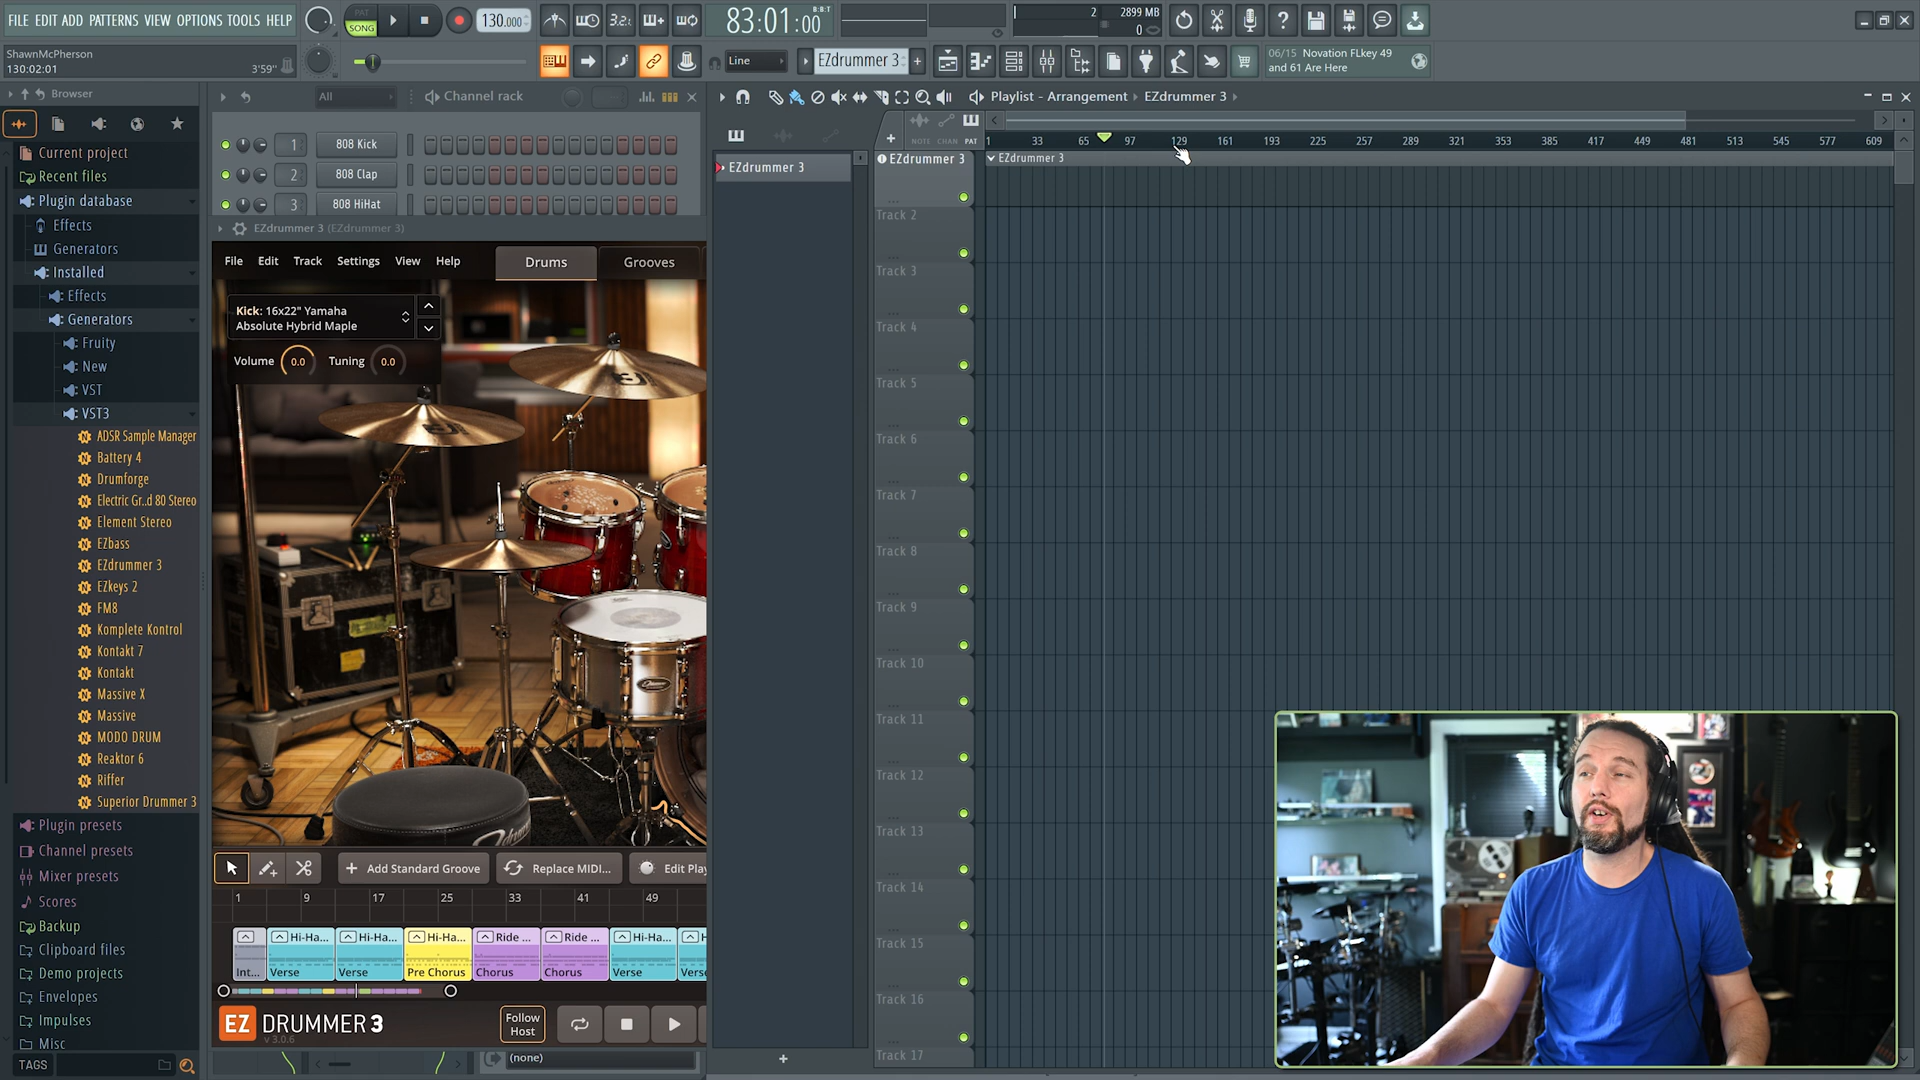 FILE EDIT ADD PATTERNS VIEW OPTIONS TOOLS HELP
PAT
SONG
130.000
3.2.
83:01:00
B:B:T
2
2899 MB
0
ShawnMcPherson
130:02:01
3'59"
Line
EZdrummer 3
06/15 Novation FLkey 49
and 61 Are Here
Browser
All
Channel rack
Playlist - Arrangement
EZdrummer 3
NOTE CHAN PAT
1 33 65 97 129 161 193 225 257 289 321 353 385 417 449 481 513 545 577 609
Current project
Recent files
Plugin database
Effects
Generators
Installed
Effects
Generators
Fruity
New
VST
VST3
ADSR Sample Manager
Battery 4
Drumforge
Electric Gr..d 80 Stereo
Element Stereo
EZbass
EZdrummer 3
EZkeys 2
FM8
Komplete Kontrol
Kontakt 7
Kontakt
Massive X
Massive
MODO DRUM
Reaktor 6
Riffer
Superior Drummer 3
Plugin presets
Channel presets
Mixer presets
Scores
Backup
Clipboard files
Demo projects
Envelopes
Impulses
Misc
TAGS
1 808 Kick
2 808 Clap
3 808 HiHat
EZdrummer 3 (EZdrummer 3)
File Edit Track Settings View Help
Drums Grooves
Kick: 16x22" Yamaha
Absolute Hybrid Maple
Volume 0.0 Tuning 0.0
Add Standard Groove
Replace MIDI...
Edit Play
1 9 17 25 33 41 49
Int...
Hi-Ha...
Verse
Hi-Ha...
Verse
Hi-Ha...
Pre Chorus
Ride ...
Chorus
Ride ...
Chorus
Hi-Ha...
Verse
EZ DRUMMER 3
v 3.0.6
Follow
Host
(none)
EZdrummer 3
EZdrummer 3
EZdrummer 3
Track 2
Track 3
Track 4
Track 5
Track 6
Track 7
Track 8
Track 9
Track 10
Track 11
Track 12
Track 13
Track 14
Track 15
Track 16
Track 17